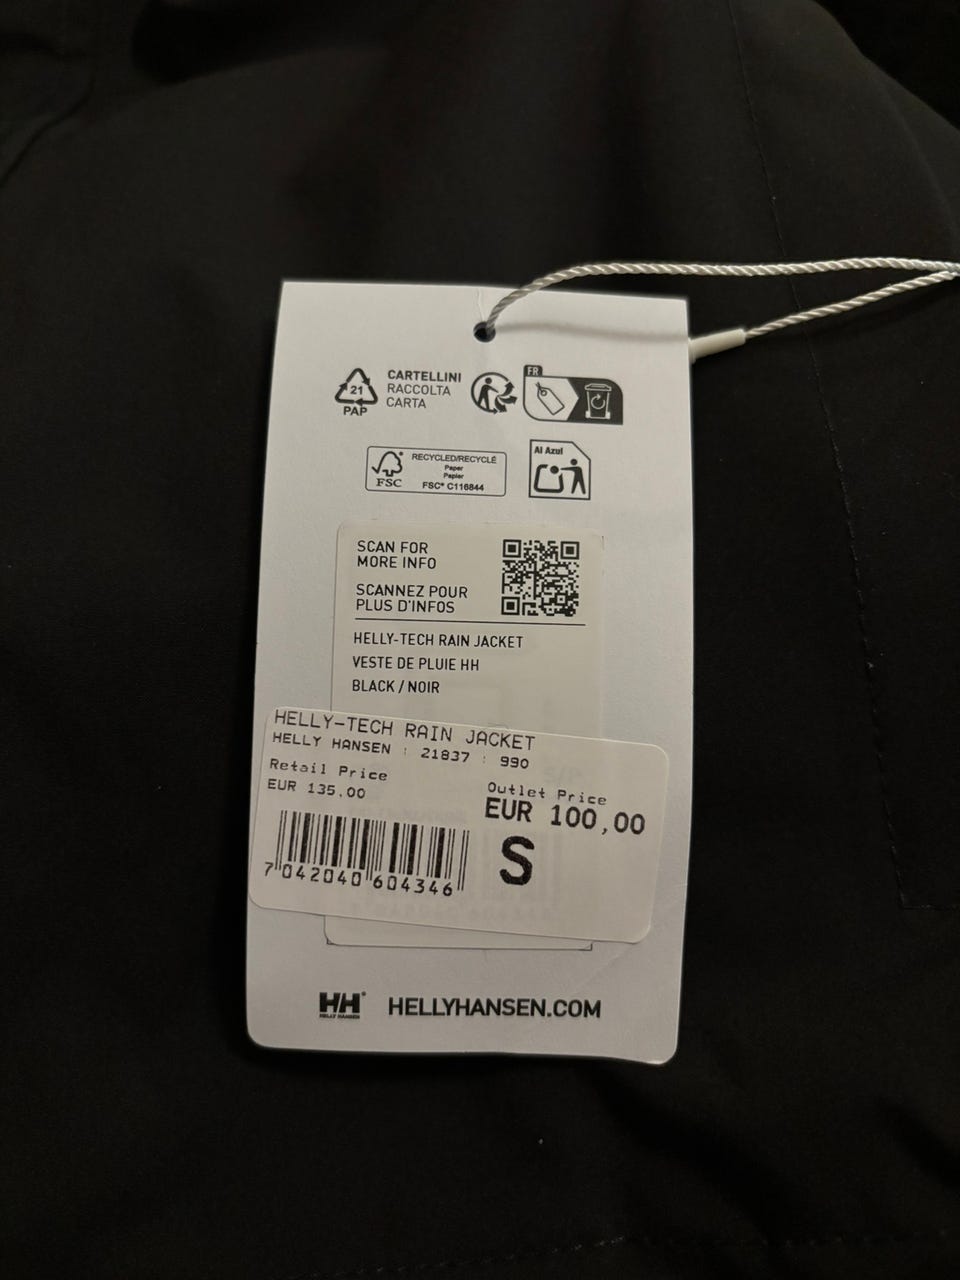 21
PAP
CARTELLINI
RACCOLTA
CARTA
FR
FSC
RECYCLED/RECYCLÉ
Paper
Papier
FSC® C116844
Al Azul
SCAN FOR
MORE INFO
SCANNEZ POUR
PLUS D'INFOS
HELLY-TECH RAIN JACKET
VESTE DE PLUIE HH
BLACK / NOIR
HELLY-TECH RAIN JACKET
HELLY HANSEN : 21837 : 990
Retail Price
EUR 135.00
Outlet Price
EUR 100,00
S
7 042040 604346
HH®
HELLY HANSEN
HELLYHANSEN.COM